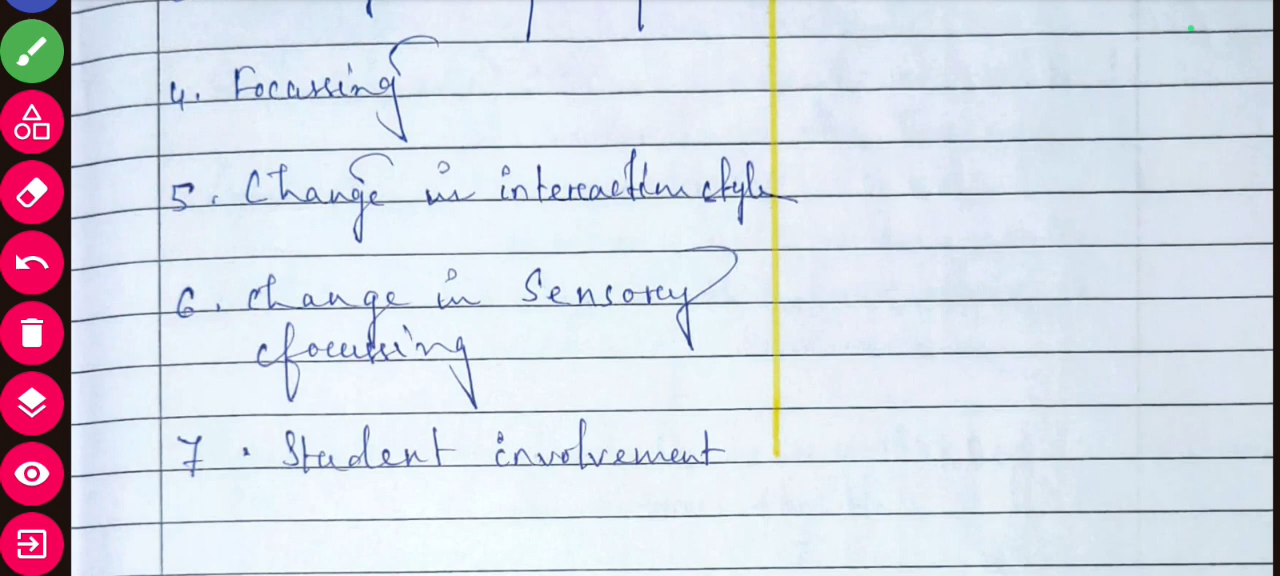 4. Focussing
5. Change in interaction style
6. change in Sensory
focussing
7. Student involvement